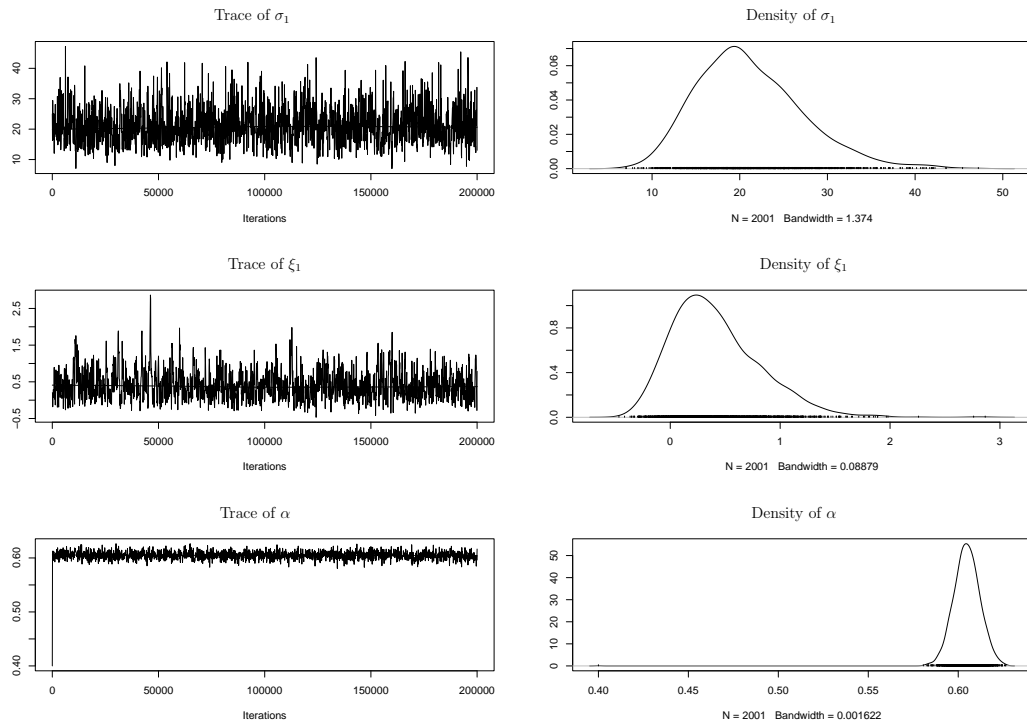 Trace of σ₁
Density of σ₁
40
30
20
10
0 50000 100000 150000 200000
Iterations
0.06
0.04
0.02
0.00
10 20 30 40 50
N = 2001 Bandwidth = 1.374
Trace of ξ₁
Density of ξ₁
2.5
1.5
0.5
−0.5
0 50000 100000 150000 200000
Iterations
0.8
0.4
0.0
0 1 2 3
N = 2001 Bandwidth = 0.08879
Trace of α
Density of α
0.60
0.50
0.40
0 50000 100000 150000 200000
Iterations
50
40
30
20
10
0
0.40 0.45 0.50 0.55 0.60
N = 2001 Bandwidth = 0.001622